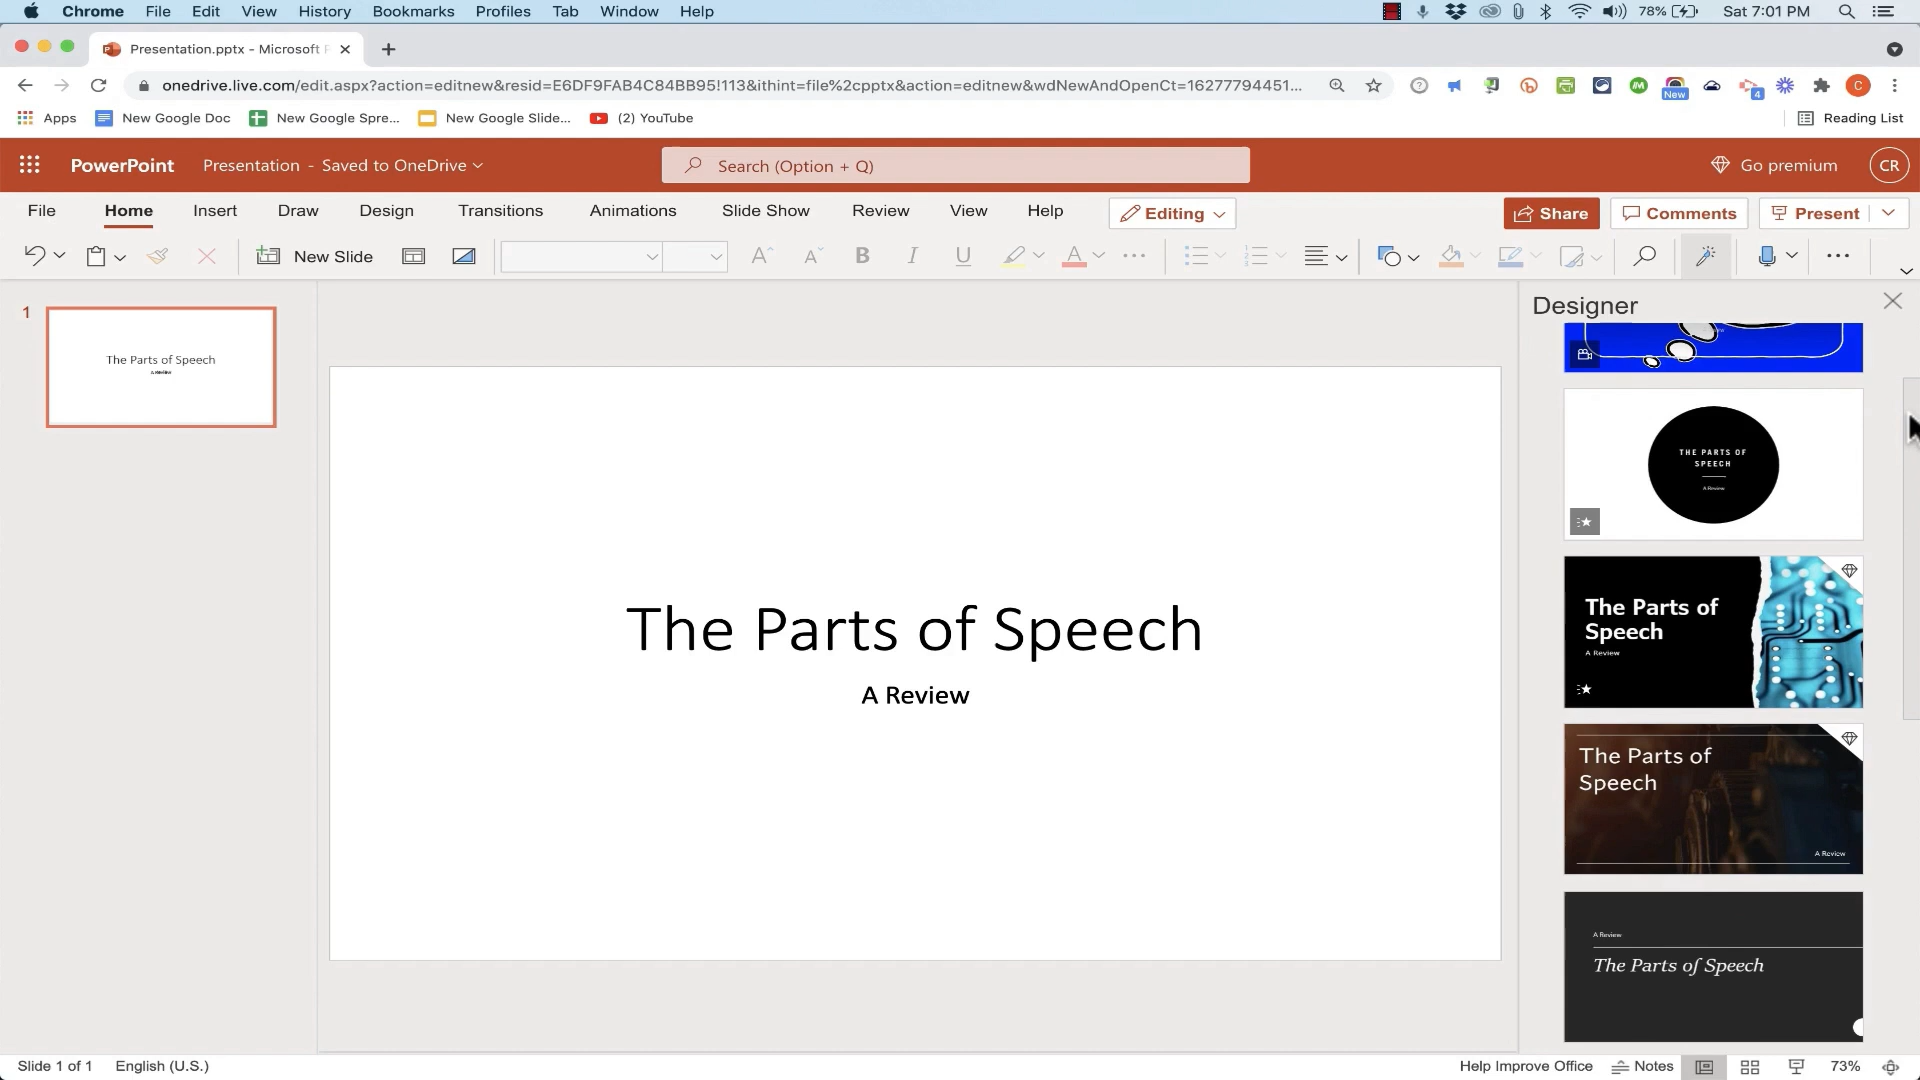 Chrome File Edit View History Bookmarks Profiles Tab Window Help 78% Sat 7:01 PM
Presentation.pptx - Microsoft
onedrive.live.com/edit.aspx?action=editnew&resid=E6DF9FAB4C84BB95!113&ithint=file%2cpptx&action=editnew&wdNewAndOpenCt=16277794451... New 4 C
Apps New Google Doc New Google Spre... New Google Slide... (2) YouTube Reading List
PowerPoint Presentation - Saved to OneDrive Search (Option + Q) Go premium CR
File Home Insert Draw Design Transitions Animations Slide Show Review View Help Editing Share Comments Present
New Slide A A B I U A
Designer
1
The Parts of Speech
A Review
The Parts of Speech
A Review
THE PARTS OF
SPEECH
A Review
The Parts of
Speech
A Review
The Parts of
Speech
A Review
A Review
The Parts of Speech
Slide 1 of 1 English (U.S.) Help Improve Office Notes 73%